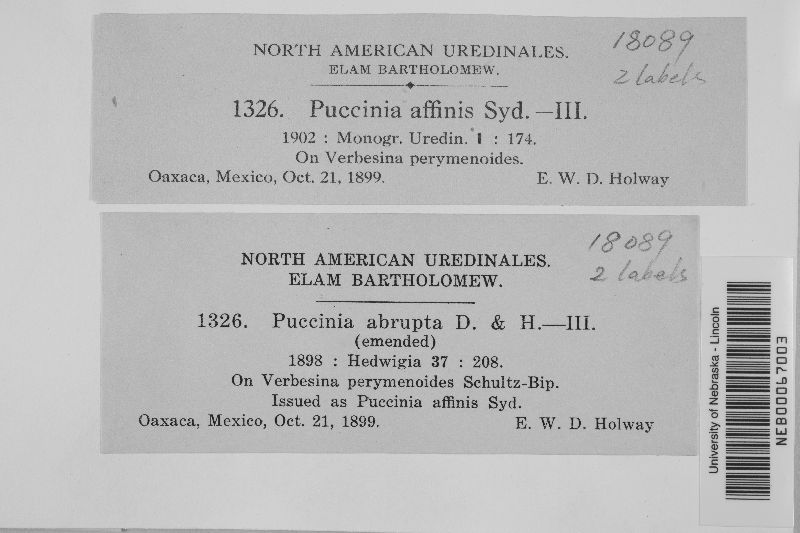 NORTH AMERICAN UREDINALES.
ELAM BARTHOLOMEW.
18089
2 labels
1326. Puccinia affinis Syd.—III.
1902 : Monogr. Uredin. 1 : 174.
On Verbesina perymenoides.
Oaxaca, Mexico, Oct. 21, 1899. E. W. D. Holway
NORTH AMERICAN UREDINALES.
ELAM BARTHOLOMEW.
18089
2 labels
1326. Puccinia abrupta D. & H.—III.
(emended)
1898 : Hedwigia 37 : 208.
On Verbesina perymenoides Schultz-Bip.
Issued as Puccinia affinis Syd.
Oaxaca, Mexico, Oct. 21, 1899. E. W. D. Holway
University of Nebraska - Lincoln
NEB00067003